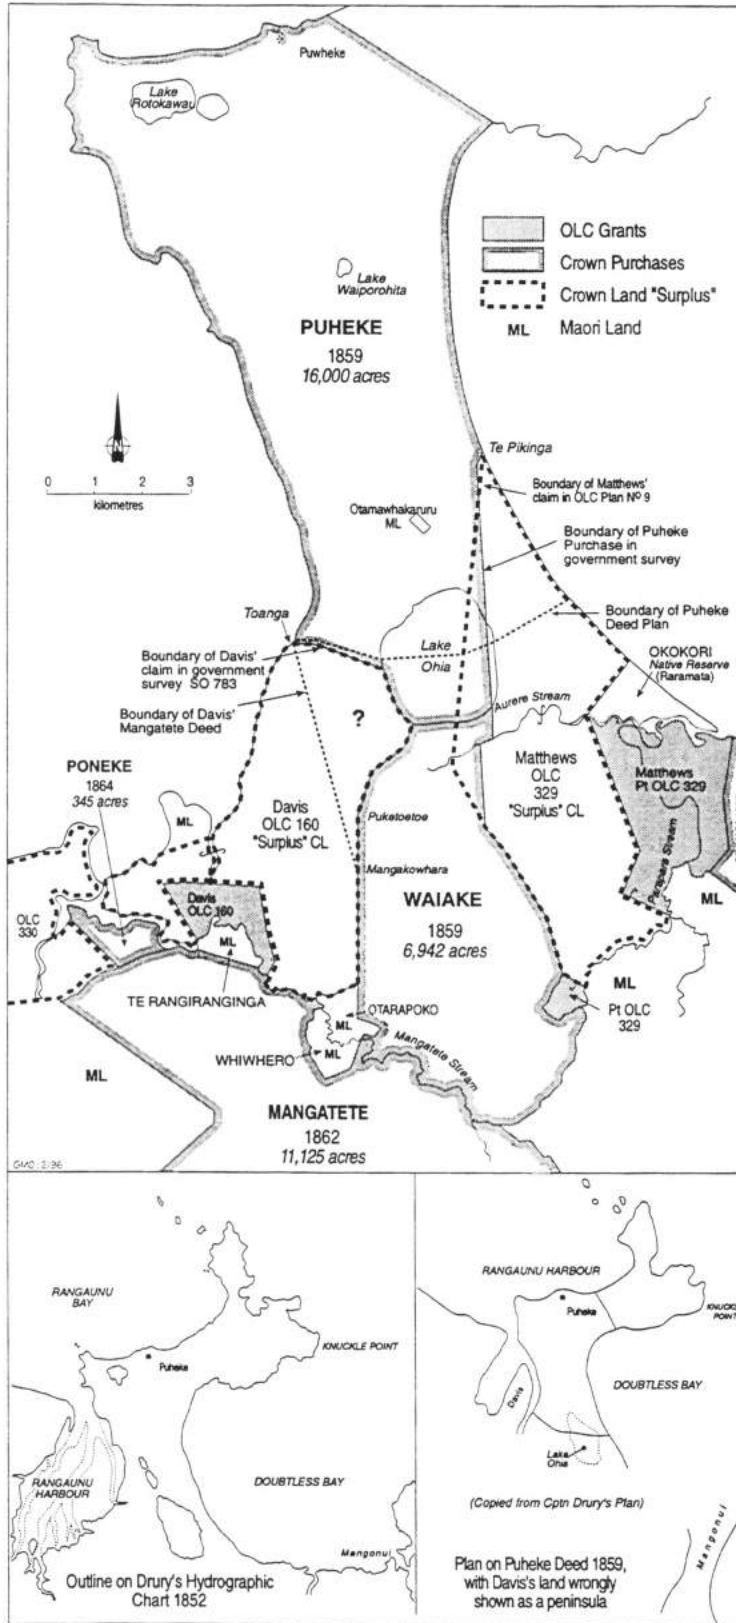 Puwheke
Lake
Rotokawau
OLC Grants
Crown Purchases
Crown Land "Surplus"
ML Maori Land
Lake
Waiporohita
PUHEKE
1859
16,000 acres
N
0 1 2 3
kilometres
Te Pikinga
Boundary of Matthews'
claim in OLC Plan Nº 9
Otamawhakaruru
ML
Boundary of Puheke
Purchase in
government survey
Toanga
Lake
Ohia
Boundary of Puheke
Deed Plan
Boundary of Davis'
claim in government
survey SO 783
OKOKORI
Native Reserve
(Raramata)
Aurere Stream
Boundary of Davis'
Mangatete Deed
?
PONEKE
1864
345 acres
ML
Matthews
OLC
329
"Surplus" CL
Matthews
Pt OLC 329
Davis
OLC 160
"Surplus" CL
Puketoetoe
Mangakowhara
Parapara Stream
WAIAKE
1859
6,942 acres
ML
OLC
330
Davis
OLC 160
ML
TE RANGIRANGINGA
ML
Pt OLC
329
OTARAPOKO
ML
WHIWHERO
ML
Mangatete Stream
ML
MANGATETE
1862
11,125 acres
GMD:2/96
RANGAUNU
BAY
KNUCKLE POINT
Puheke
RANGAUNU
HARBOUR
DOUBTLESS BAY
Mangonui
Outline on Drury's Hydrographic
Chart 1852
RANGAUNU HARBOUR
Puheke
KNUCKLE
POINT
Davis
DOUBTLESS BAY
Lake
Ohia
(Copied from Cptn Drury's Plan)
Mangonui
Plan on Puheke Deed 1859,
with Davis's land wrongly
shown as a peninsula